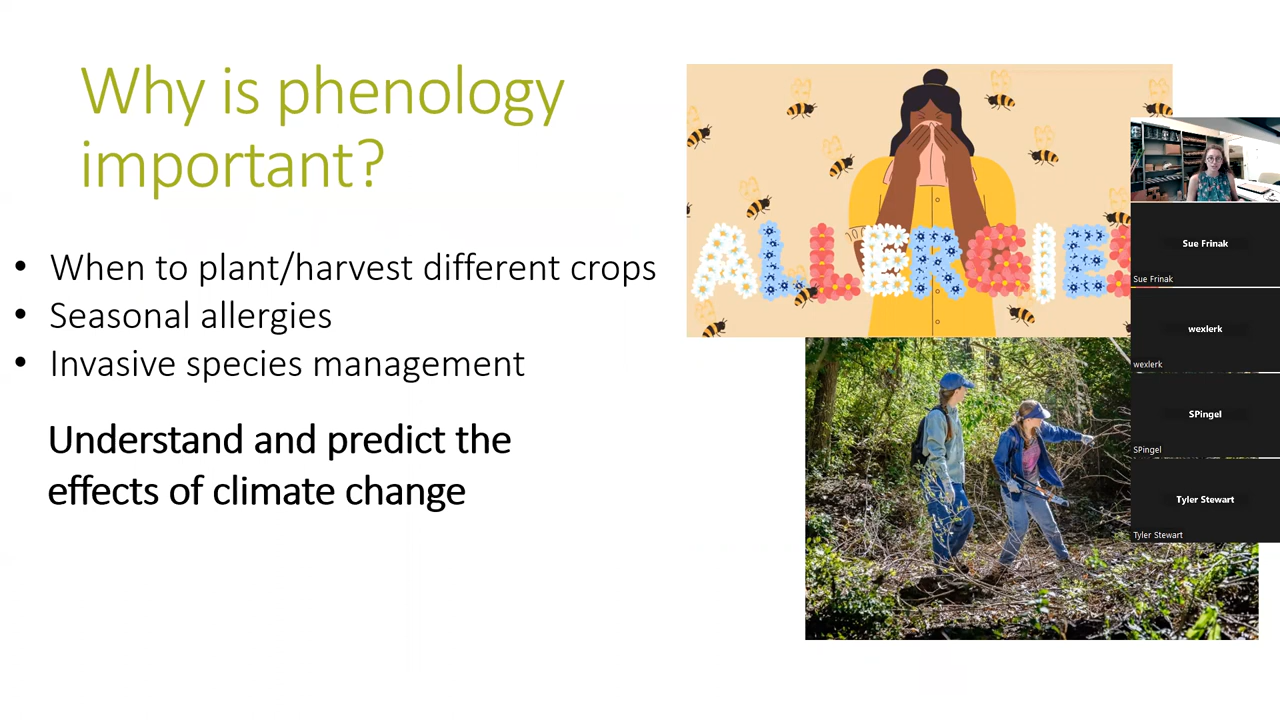 Why is phenology
important?
• When to plant/harvest different crops
• Seasonal allergies
• Invasive species management
Understand and predict the
effects of climate change
ALLERGIES
Sue Frinak
Sue Frinak
wexlerk
wexlerk
SPingel
SPingel
Tyler Stewart
Tyler Stewart